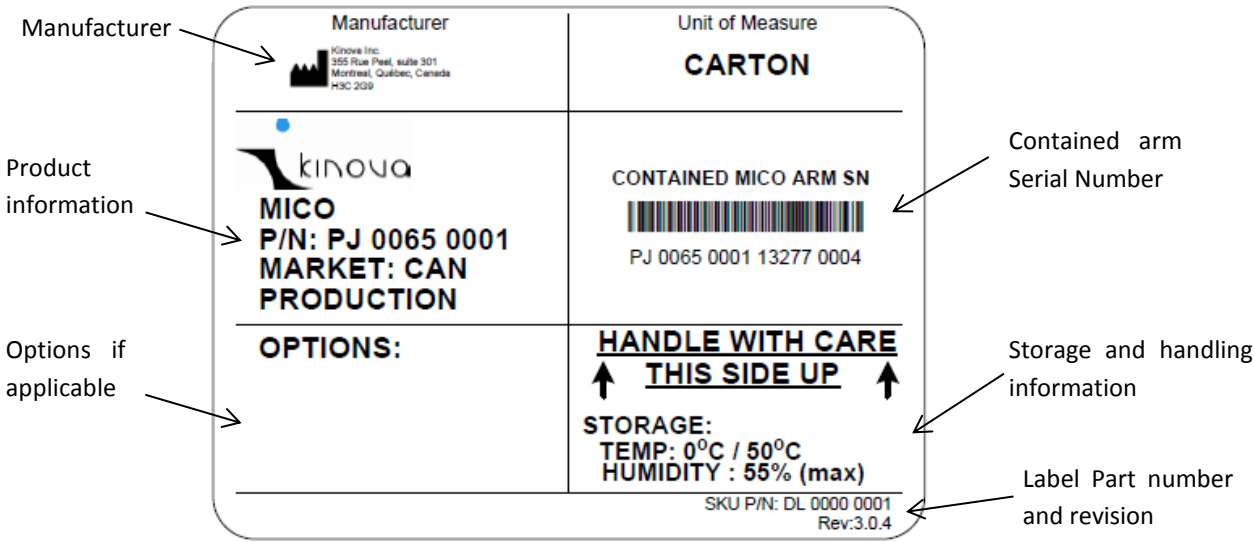 Manufacturer
Manufacturer
Kinova Inc.
355 Rue Peel, suite 301
Montreal, Québec, Canada
H3C 2G9
Unit of Measure
CARTON
Product
information
kinova
MICO
P/N: PJ 0065 0001
MARKET: CAN
PRODUCTION
CONTAINED MICO ARM SN
PJ 0065 0001 13277 0004
Contained arm
Serial Number
Options if
applicable
OPTIONS:
HANDLE WITH CARE
THIS SIDE UP
STORAGE:
TEMP: 0°C / 50°C
HUMIDITY : 55% (max)
Storage and handling
information
SKU P/N: DL 0000 0001
Rev:3.0.4
Label Part number
and revision